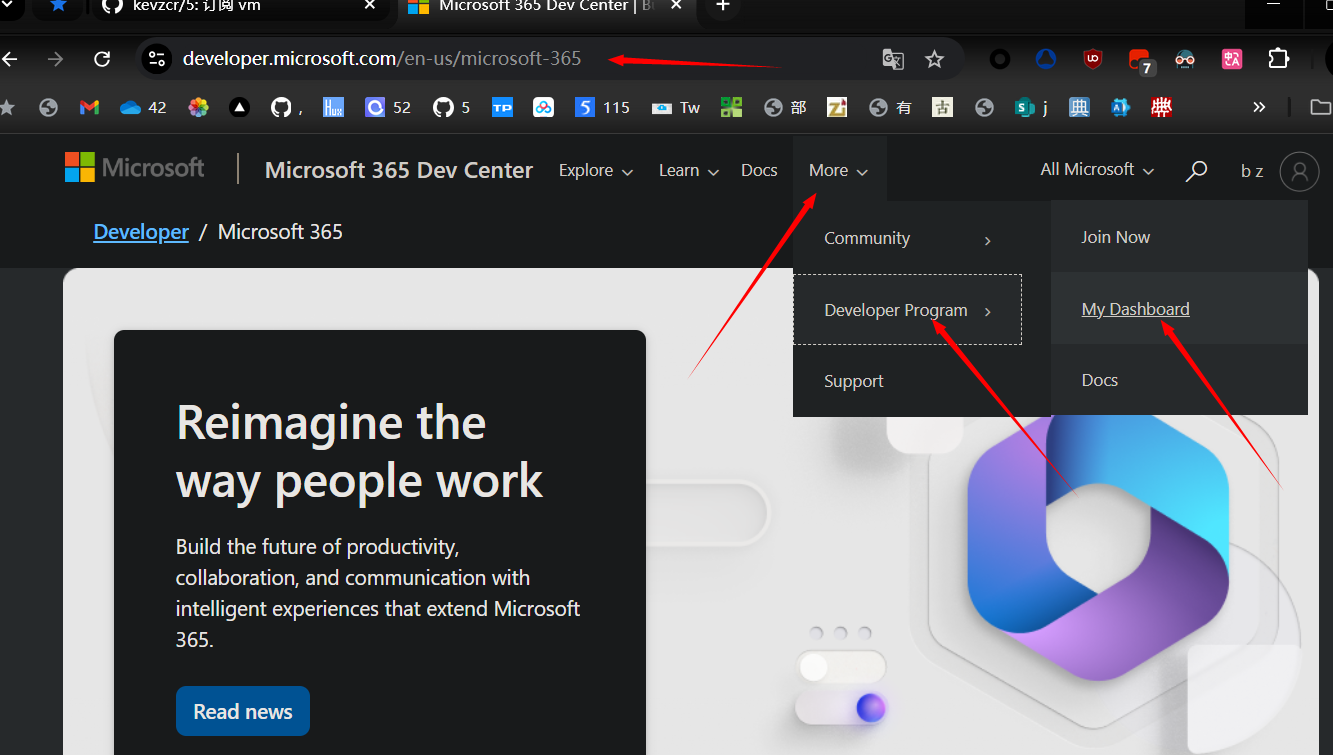 kevzcr/5: 订阅 vm
Microsoft 365 Dev Center |
developer.microsoft.com/en-us/microsoft-365
7
42
,
52
5
TP
5 115
Tw
部
有
古
j
典
Microsoft
Microsoft 365 Dev Center
Explore
Learn
Docs
More
All Microsoft
b z
Developer / Microsoft 365
Community
Join Now
Developer Program
My Dashboard
Support
Docs
Reimagine the
way people work
Build the future of productivity,
collaboration, and communication with
intelligent experiences that extend Microsoft
365.
Read news